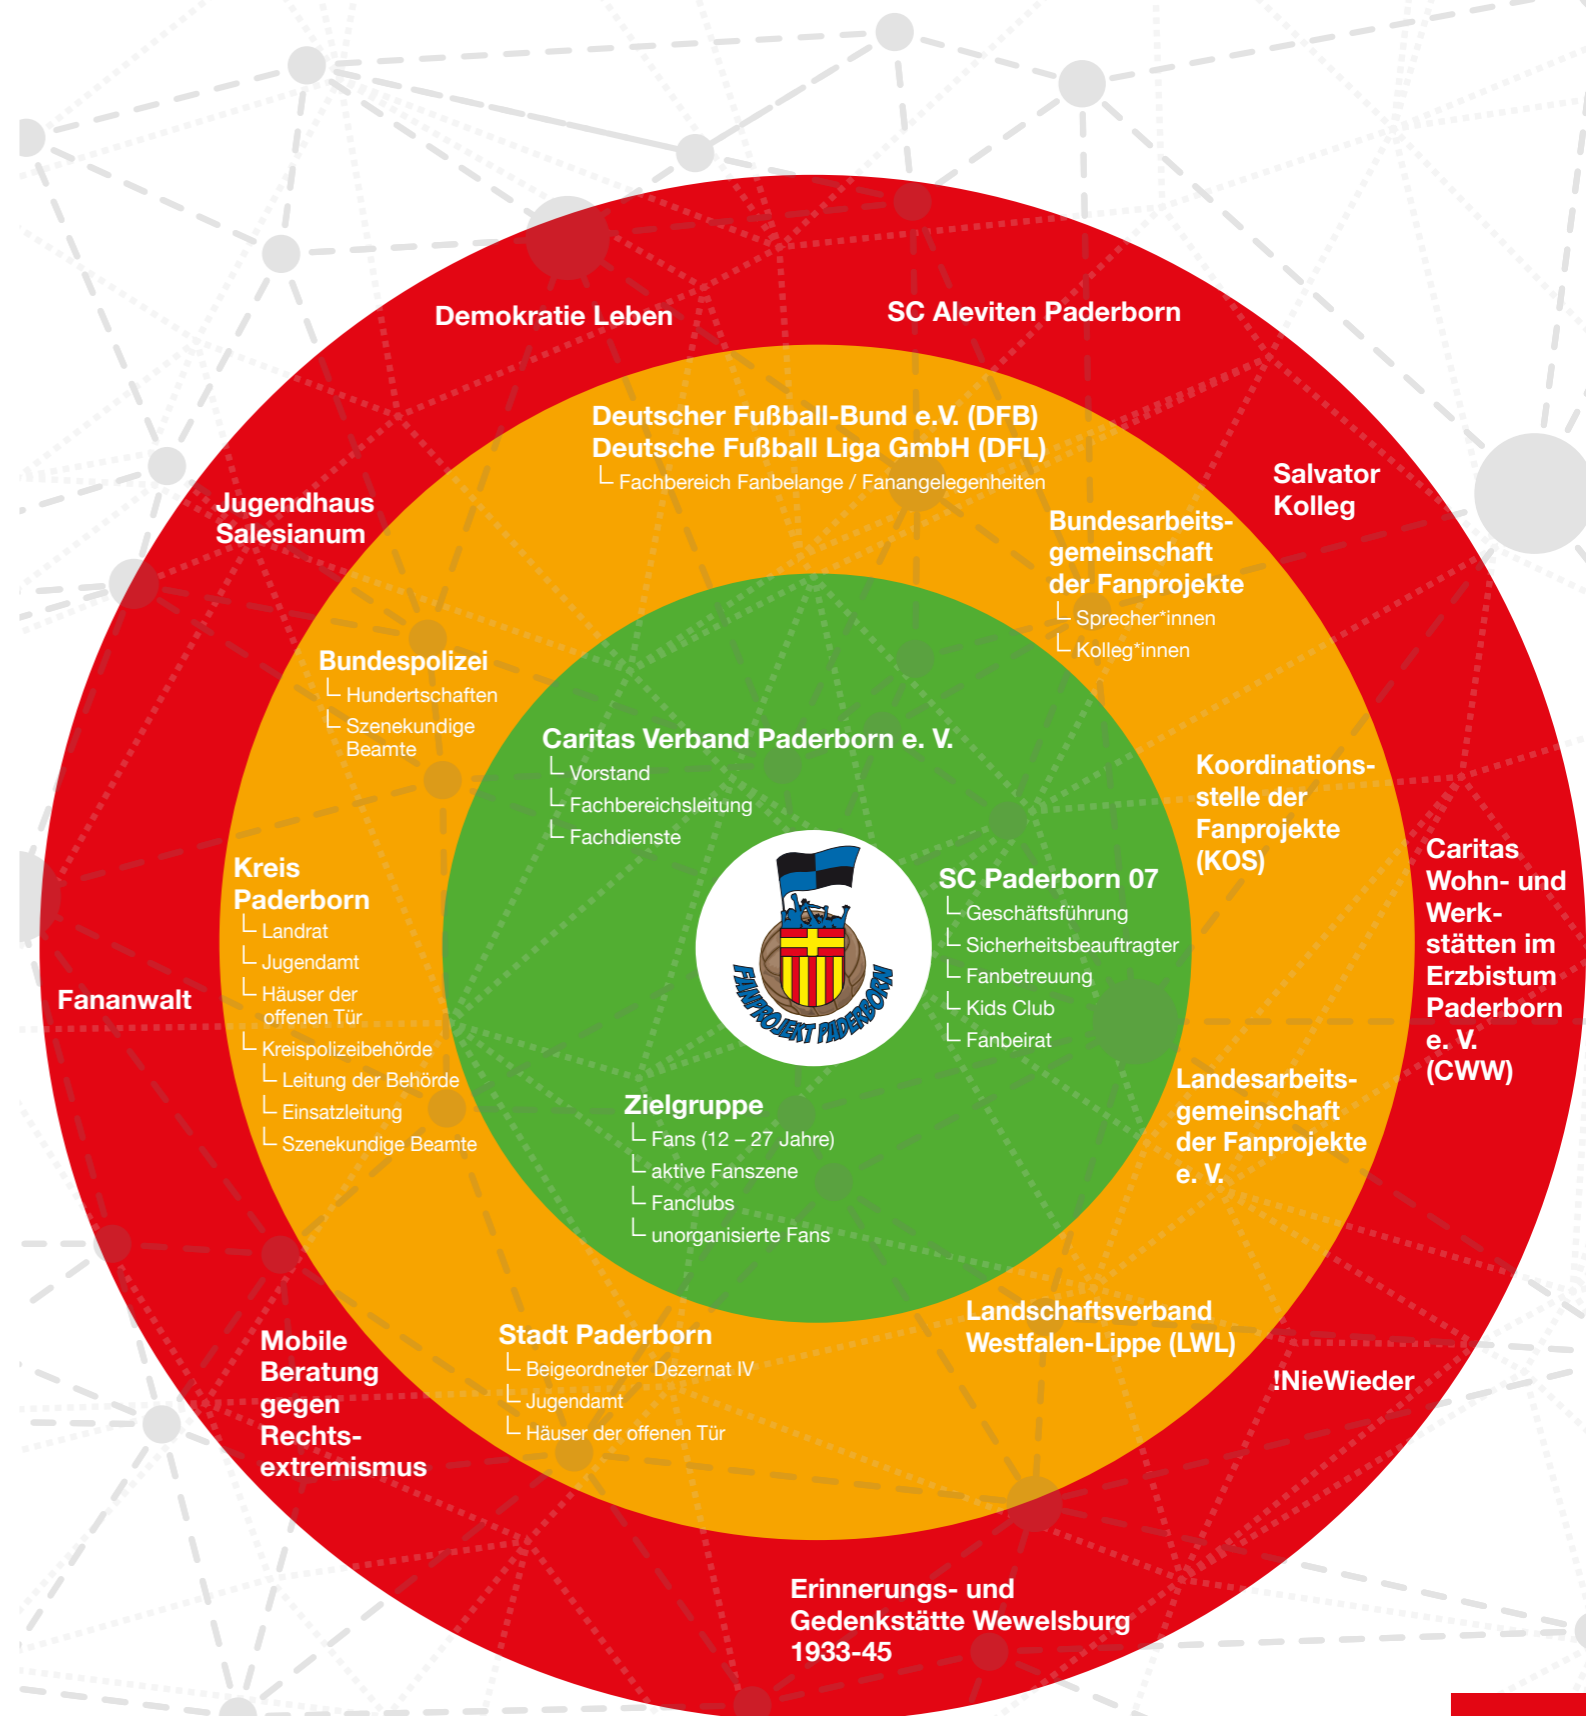 Demokratie Leben
SC Aleviten Paderborn
Deutscher Fußball-Bund e.V. (DFB)
Deutsche Fußball Liga GmbH (DFL)
Fachbereich Fanbelange / Fanangelegenheiten
Salvator
Kolleg
Jugendhaus
Salesianum
Bundesarbeits-
gemeinschaft
der Fanprojekte
Sprecher*innen
Kolleg*innen
Bundespolizei
Hundertschaften
Szenekundige
Beamte
Caritas Verband Paderborn e. V.
Vorstand
Fachbereichsleitung
Fachdienste
Koordinations-
stelle der
Fanprojekte
(KOS)
Caritas
Wohn- und
Werk-
stätten im
Erzbistum
Paderborn
e. V.
(CWW)
Kreis
Paderborn
Landrat
Jugendamt
Häuser der
offenen Tür
Kreispolizeibehörde
Leitung der Behörde
Einsatzleitung
Szenekundige Beamte
SC Paderborn 07
Geschäftsführung
Sicherheitsbeauftragter
Fanbetreuung
Kids Club
Fanbeirat
FANPROJEKT PADERBORN
Fananwalt
Zielgruppe
Fans (12 – 27 Jahre)
aktive Fanszene
Fanclubs
unorganisierte Fans
Landesarbeits-
gemeinschaft
der Fanprojekte
e. V.
Landschaftsverband
Westfalen-Lippe (LWL)
Stadt Paderborn
Beigeordneter Dezernat IV
Jugendamt
Häuser der offenen Tür
Mobile
Beratung
gegen
Rechts-
extremismus
!NieWieder
Erinnerungs- und
Gedenkstätte Wewelsburg
1933-45